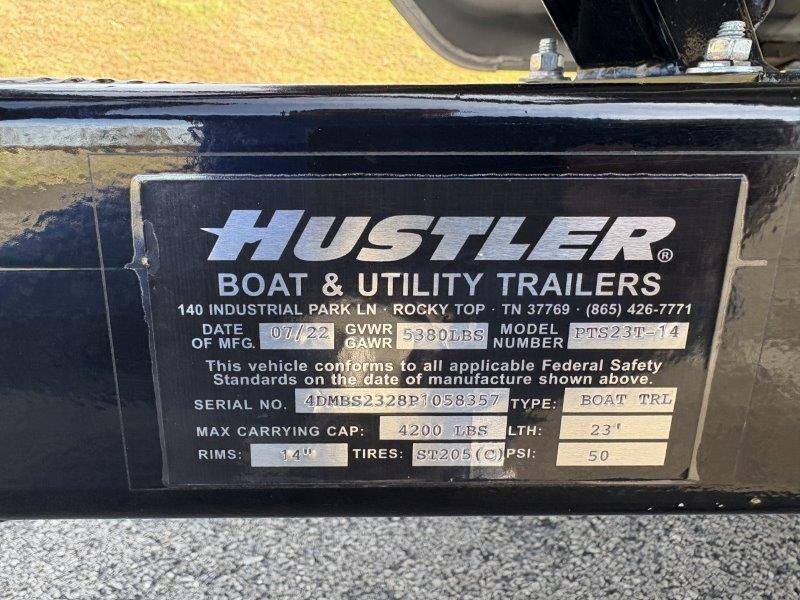 HUSTLER®
BOAT & UTILITY TRAILERS
140 INDUSTRIAL PARK LN · ROCKY TOP · TN 37769 · (865) 426-7771
DATE OF MFG. 07/22 GVWR GAWR 5380LBS MODEL NUMBER PTS23T-14
This vehicle conforms to all applicable Federal Safety
Standards on the date of manufacture shown above.
SERIAL NO. 4DMBS2328P1058357 TYPE: BOAT TRL
MAX CARRYING CAP: 4200 LBS LTH: 23'
RIMS: 14" TIRES: ST205(C) PSI: 50